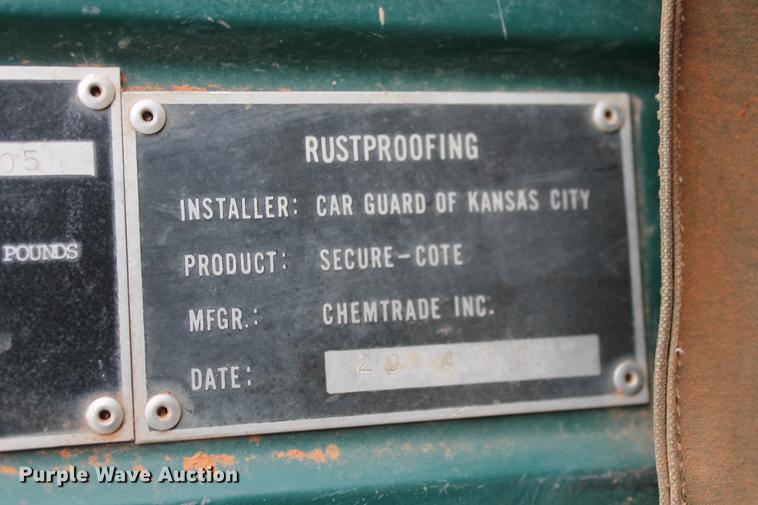 05
POUNDS
RUSTPROOFING
INSTALLER: CAR GUARD OF KANSAS CITY
PRODUCT: SECURE-COTE
MFGR.: CHEMTRADE INC.
DATE:
Purple Wave Auction